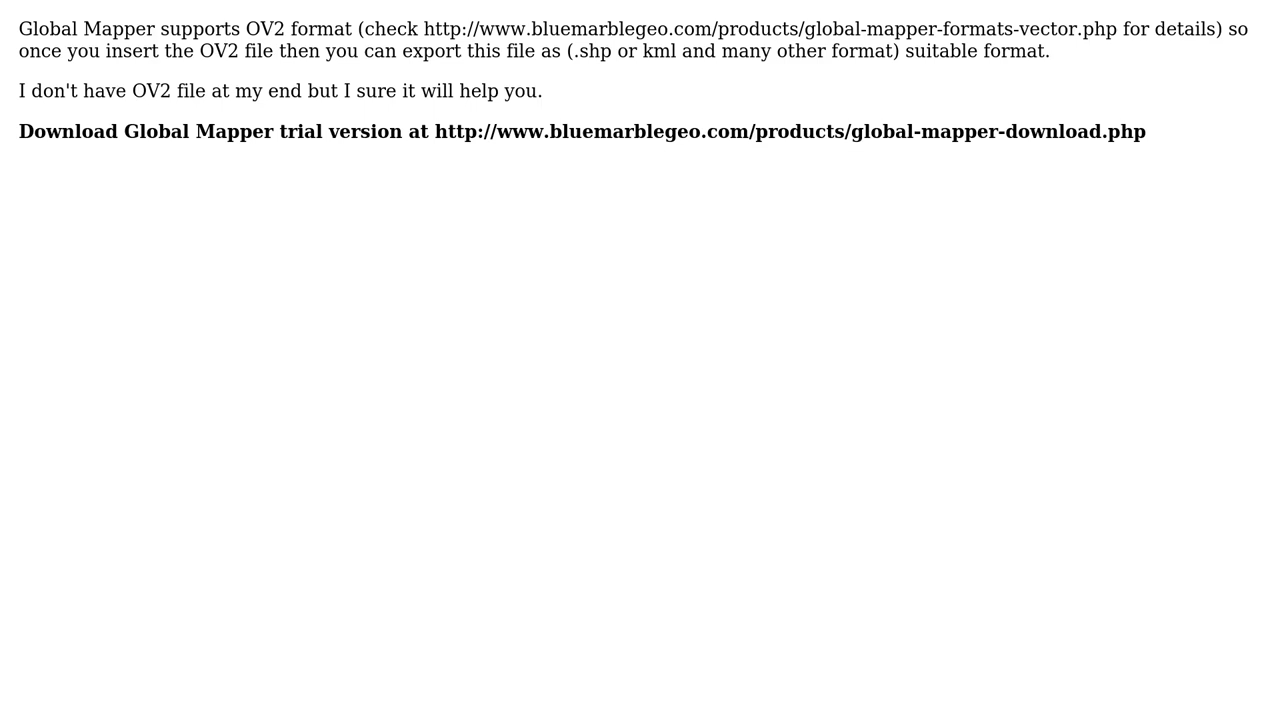 Global Mapper supports OV2 format (check http://www.bluemarblegeo.com/products/global-mapper-formats-vector.php for details) so
once you insert the OV2 file then you can export this file as (.shp or kml and many other format) suitable format.
I don't have OV2 file at my end but I sure it will help you.
Download Global Mapper trial version at http://www.bluemarblegeo.com/products/global-mapper-download.php